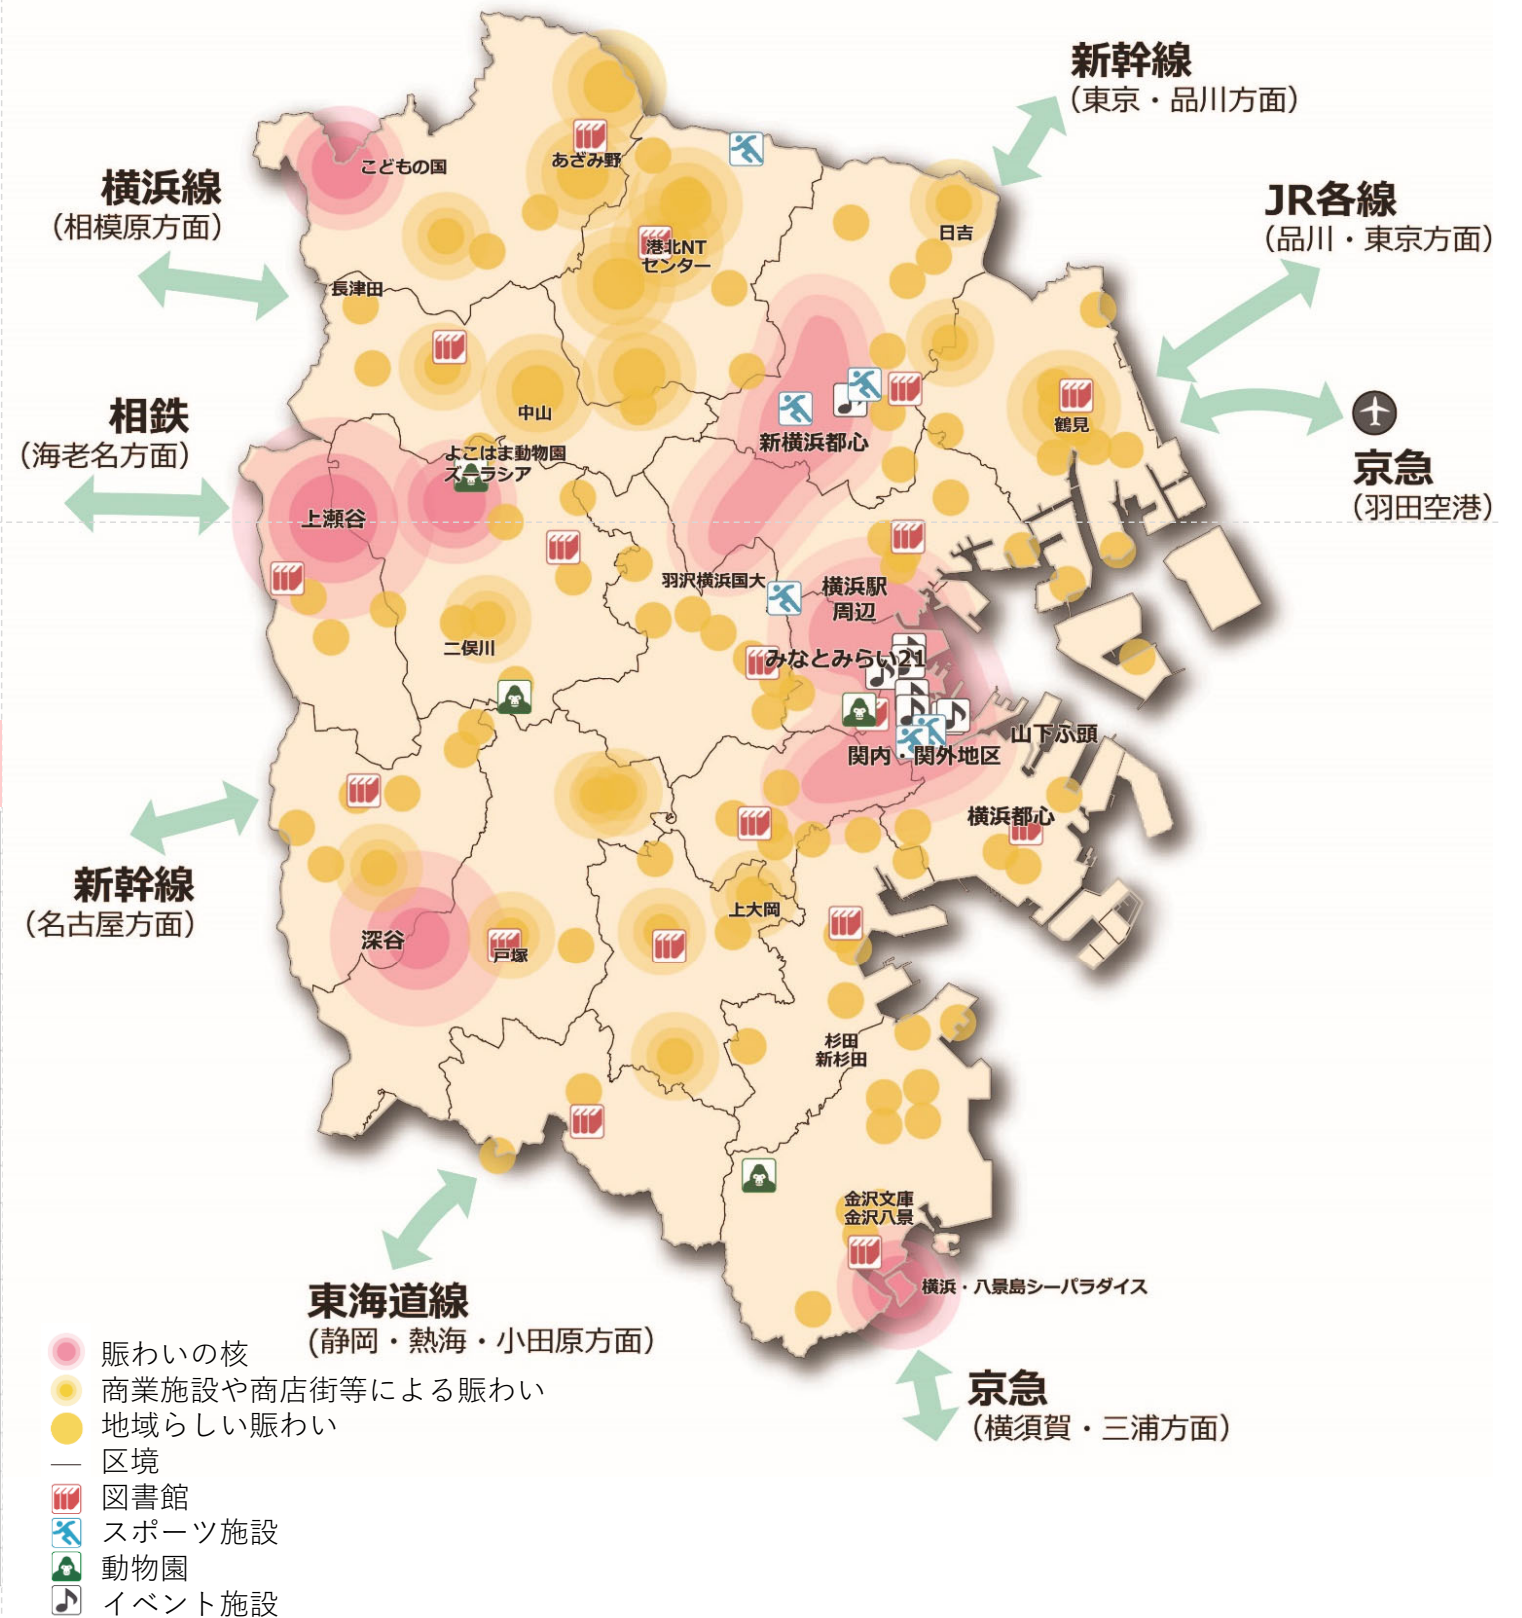 新幹線
（東京・品川方面）
こどもの国
あざみ野
横浜線
（相模原方面）
JR各線
（品川・東京方面）
日吉
港北NT
センター
長津田
中山
鶴見
相鉄
（海老名方面）
新横浜都心
よこはま動物園
ズーラシア
京急
（羽田空港）
上瀬谷
羽沢横浜国大
横浜駅
周辺
二俣川
みなとみらい21
山下ふ頭
関内・関外地区
横浜都心
新幹線
（名古屋方面）
上大岡
深谷
戸塚
杉田
新杉田
金沢文庫
金沢八景
横浜・八景島シーパラダイス
東海道線
（静岡・熱海・小田原方面）
京急
（横須賀・三浦方面）
賑わいの核
商業施設や商店街等による賑わい
地域らしい賑わい
区境
図書館
スポーツ施設
動物園
イベント施設